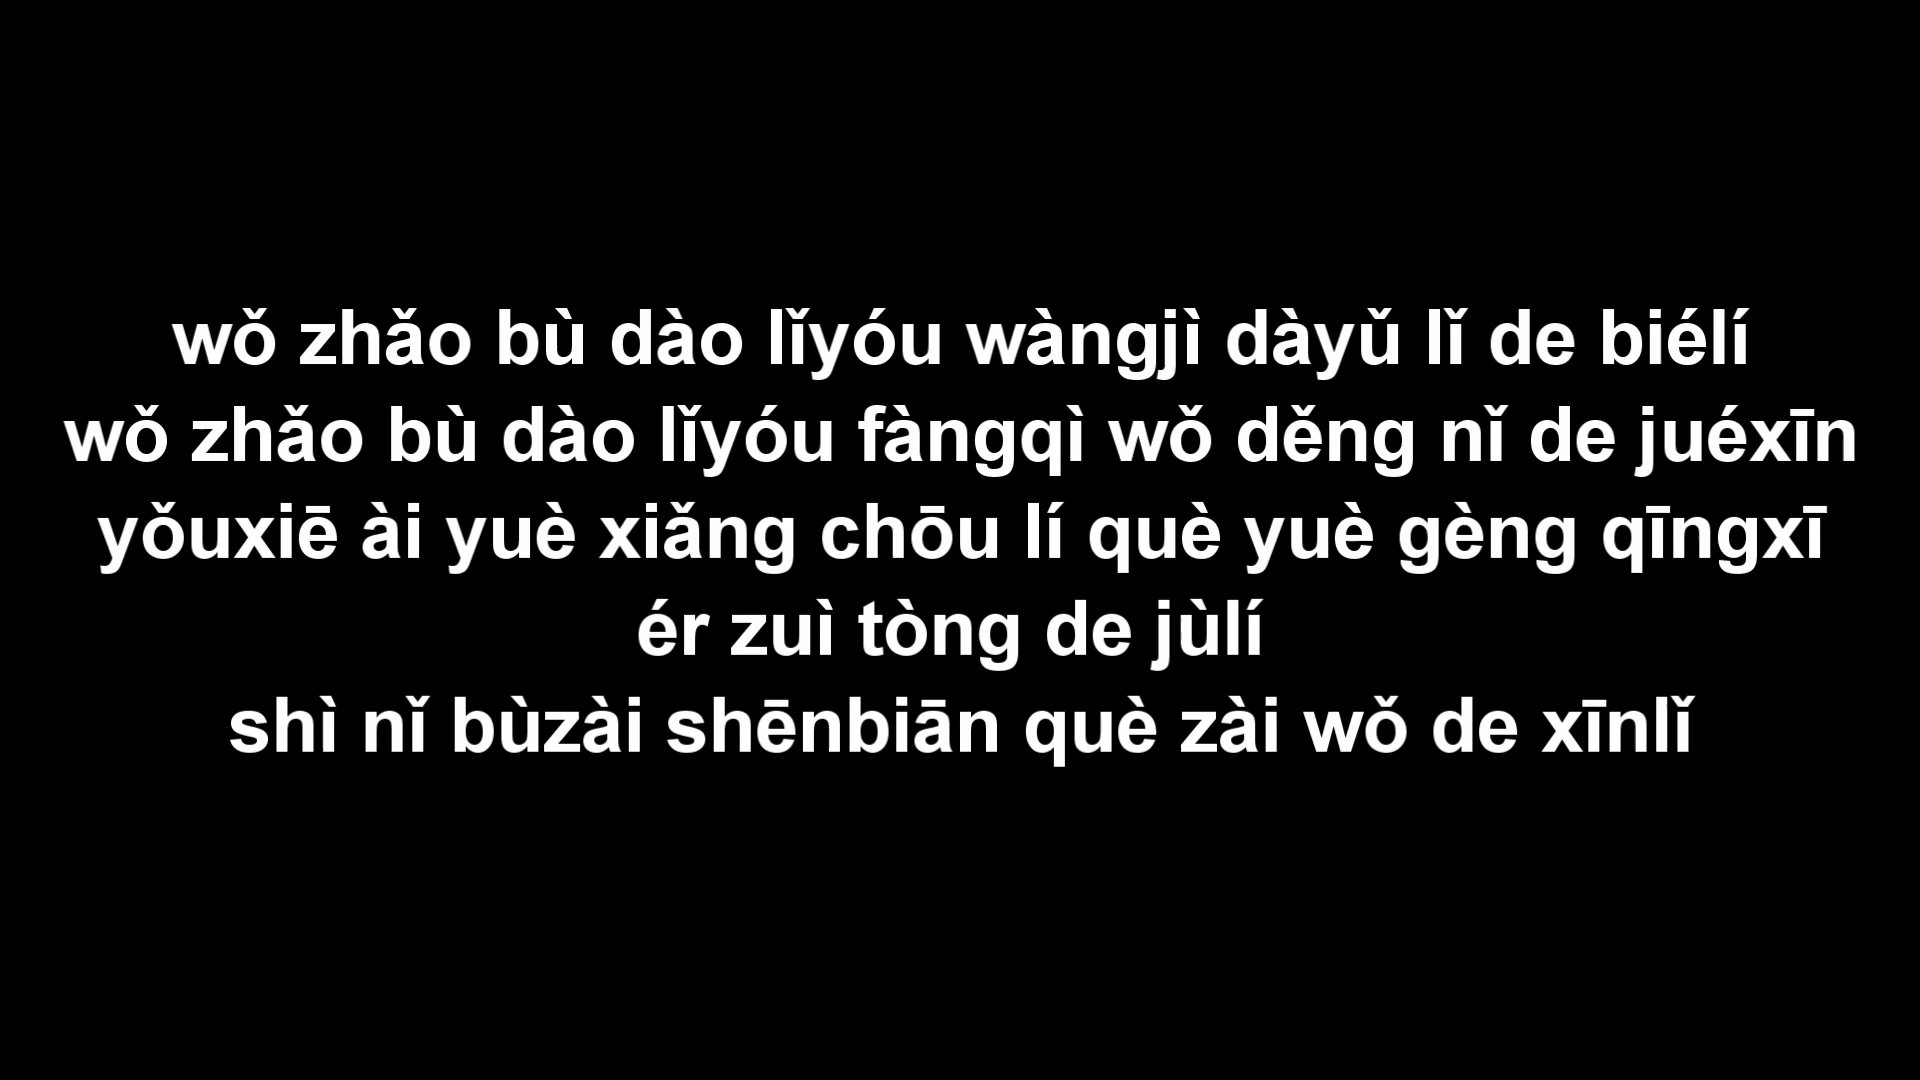 wǒ zhǎo bù dào lǐyóu wàngjì dàyǔ lǐ de biélí
wǒ zhǎo bù dào lǐyóu fàngqì wǒ děng nǐ de juéxīn
yǒuxiē ài yuè xiǎng chōu lí què yuè gèng qīngxī
ér zuì tòng de jùlí
shì nǐ bùzài shēnbiān què zài wǒ de xīnlǐ